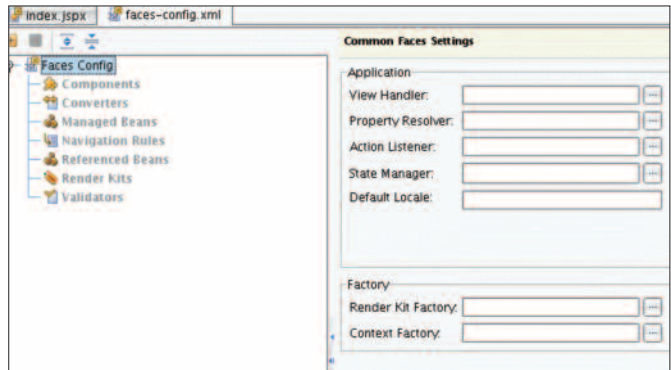 index.jspx
faces-config.xml
Faces Config
Components
Converters
Managed Beans
Navigation Rules
Referenced Beans
Render Kits
Validators
Common Faces Settings
Application
View Handler:
Property Resolver:
Action Listener:
State Manager:
Default Locale:
Factory
Render Kit Factory:
Context Factory: